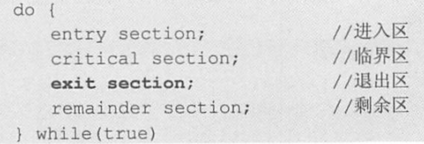 do {
entry section; //进入区
critical section; //临界区
exit section; //退出区
remainder section; //剩余区
} while(true)